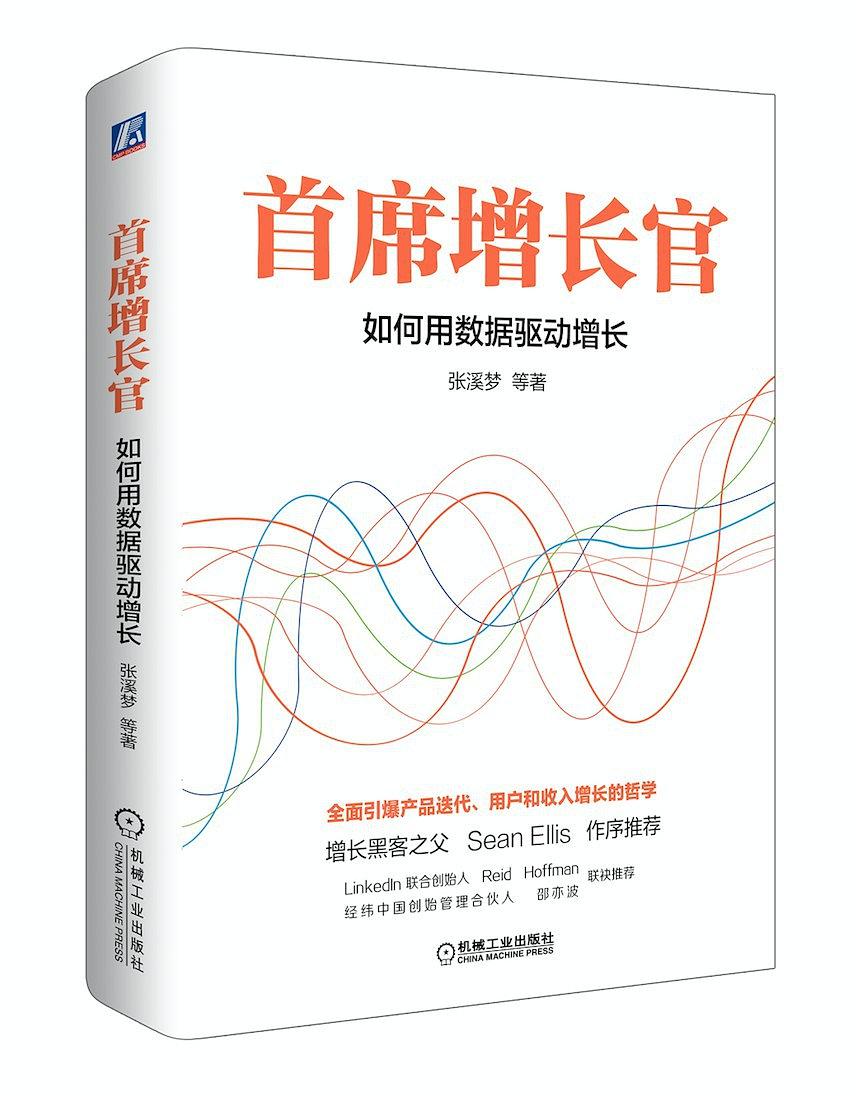 CMP BOOKS
首席增长官
如何用数据驱动增长
张溪梦 等著
机械工业出版社
CHINA MACHINE PRESS
首席增长官
如何用数据驱动增长
张溪梦 等著
全面引爆产品迭代、用户和收入增长的哲学
增长黑客之父 Sean Ellis 作序推荐
LinkedIn 联合创始人 Reid Hoffman
经纬中国创始管理合伙人 邵亦波
联袂推荐
机械工业出版社
CHINA MACHINE PRESS